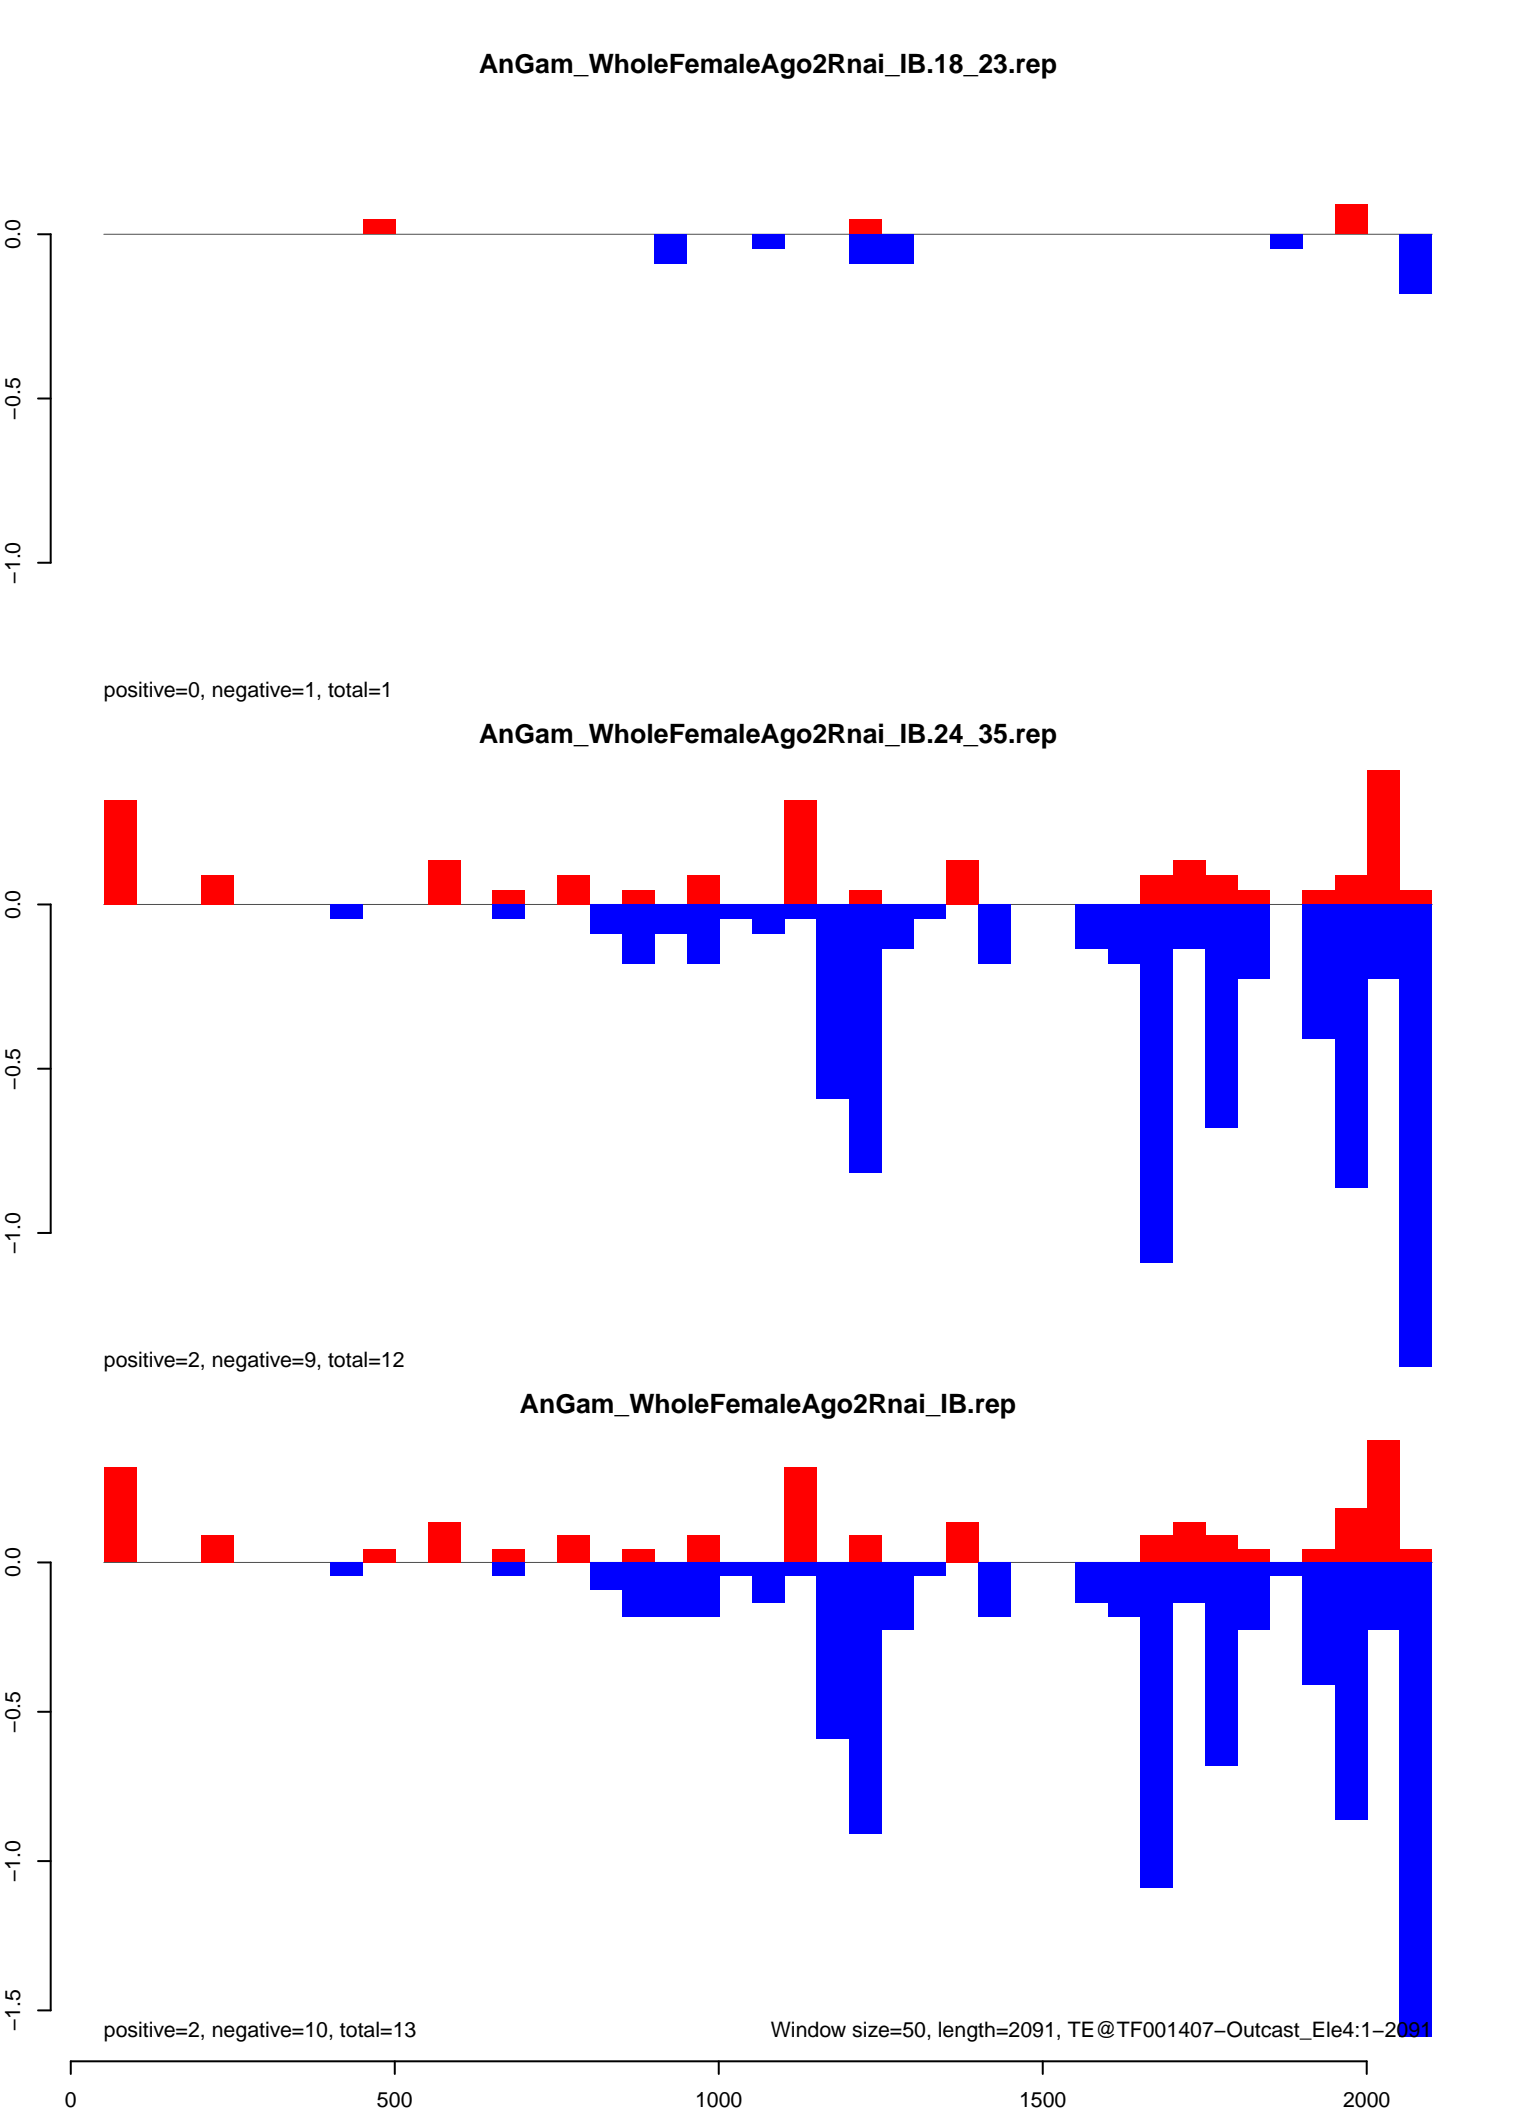 AnGam_WholeFemaleAgo2Rnai_IB.18_23.rep
0.0
−0.5
−1.0
positive=0, negative=1, total=1
AnGam_WholeFemaleAgo2Rnai_IB.24_35.rep
0.0
−0.5
−1.0
positive=2, negative=9, total=12
AnGam_WholeFemaleAgo2Rnai_IB.rep
0.0
−0.5
−1.0
−1.5
positive=2, negative=10, total=13
Window size=50, length=2091, TE@TF001407−Outcast_Ele4:1−2091
0 500 1000 1500 2000